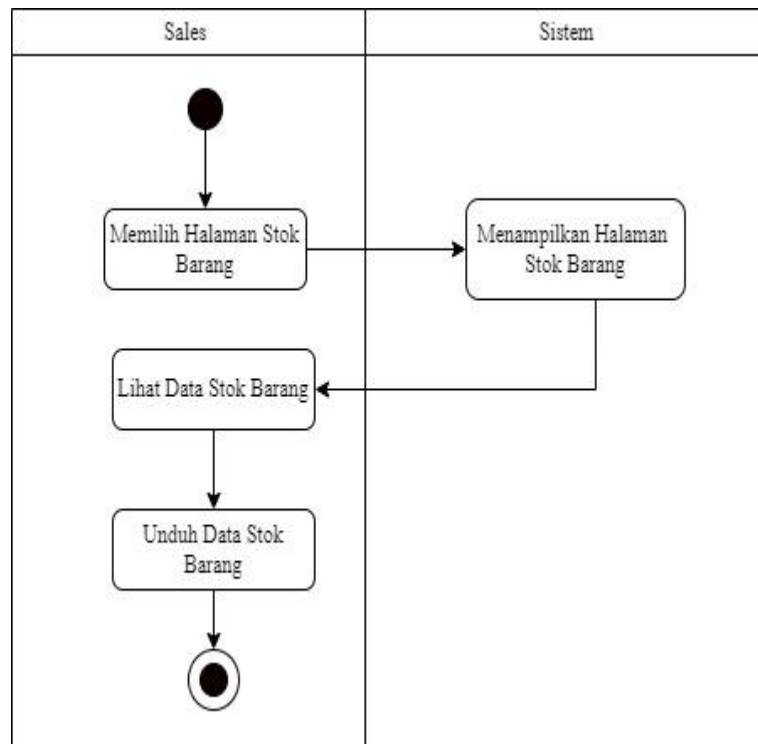 Sales
Sistem
Memilih Halaman Stok
Barang
Menampilkan Halaman
Stok Barang
Lihat Data Stok Barang
Unduh Data Stok
Barang